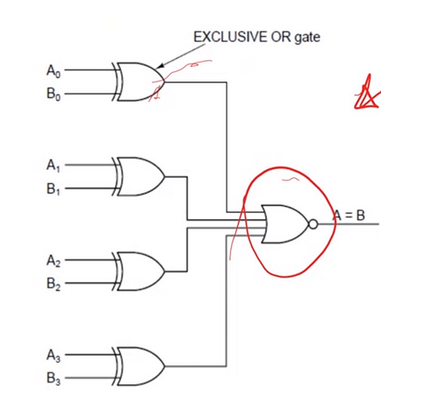 EXCLUSIVE OR gate
A₀
B₀
A₁
B₁
A = B
A₂
B₂
A₃
B₃